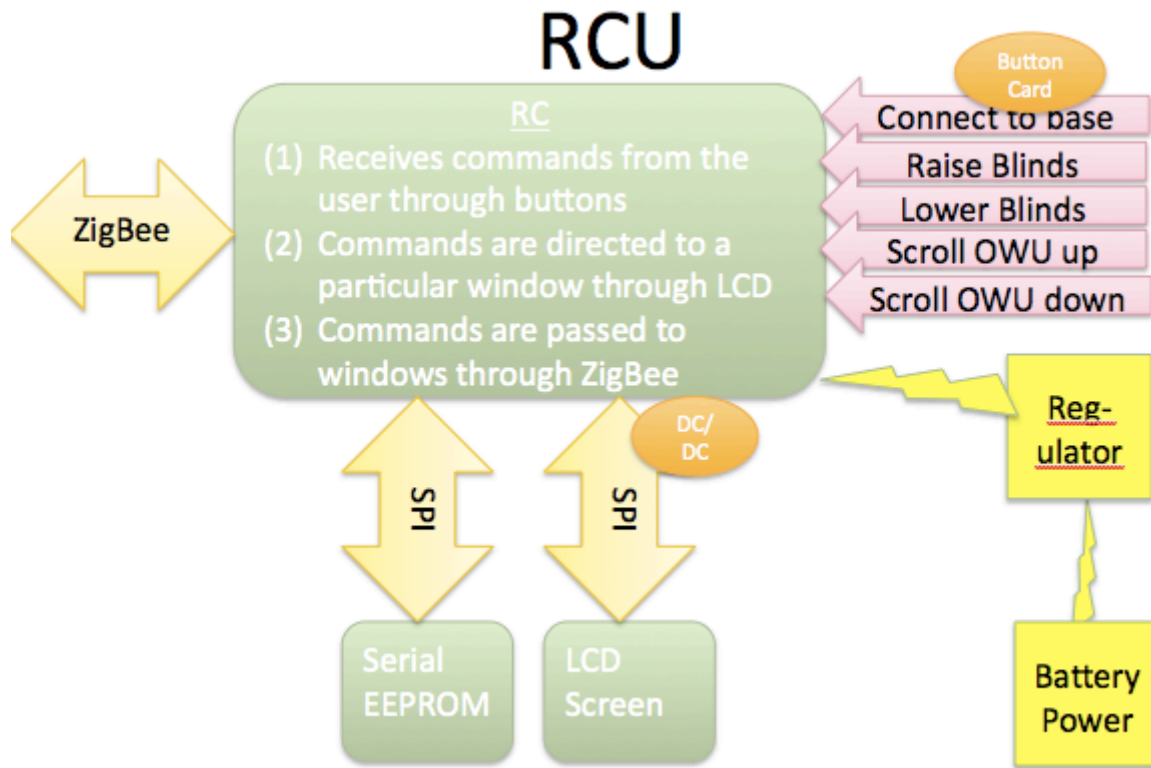 RCU
Button
Card
RC
(1) Receives commands from the
user through buttons
(2) Commands are directed to a
particular window through LCD
(3) Commands are passed to
windows through ZigBee
ZigBee
Connect to base
Raise Blinds
Lower Blinds
Scroll OWU up
Scroll OWU down
DC/
DC
Reg-
ulator
SPI
SPI
Serial
EEPROM
LCD
Screen
Battery
Power